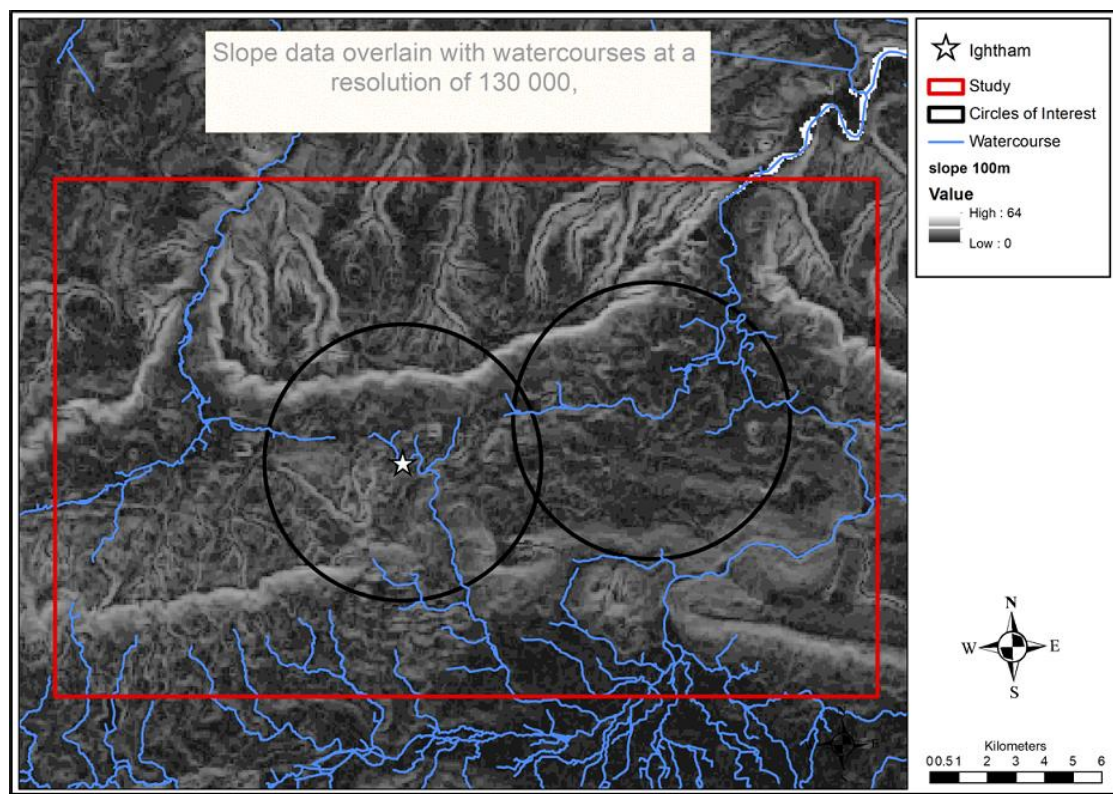 Slope data overlain with watercourses at a
resolution of 130 000,
Ightham
Study
Circles of Interest
Watercourse
slope 100m
Value
High : 64
Low : 0
N
W E
S
Kilometers
0 0.5 1 2 3 4 5 6